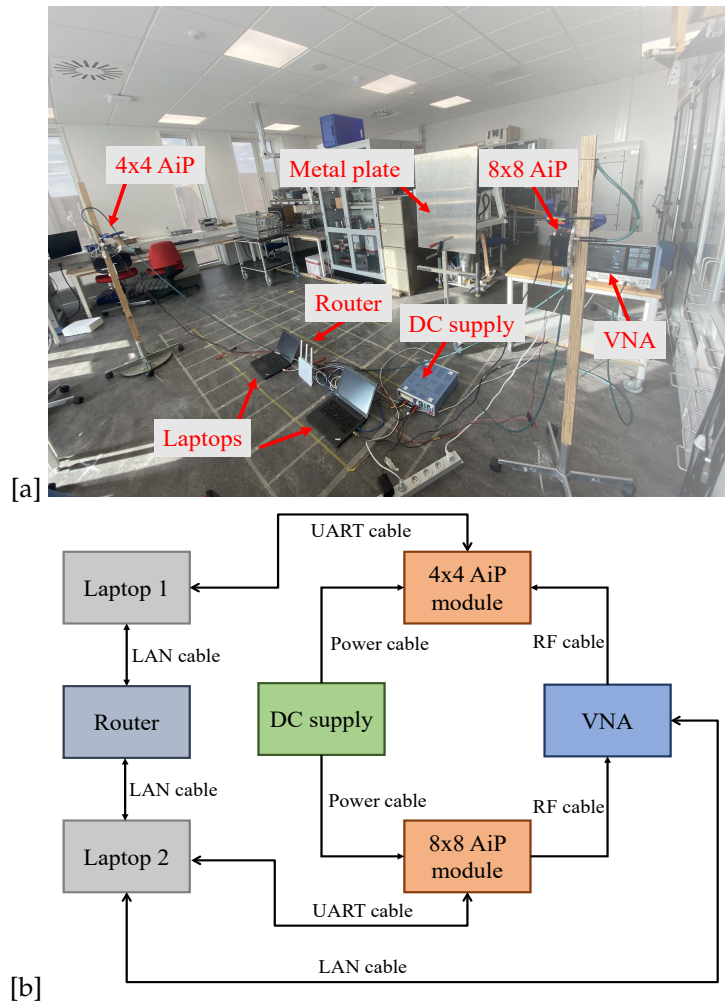 4x4 AiP
Metal plate
8x8 AiP
Router
DC supply
VNA
Laptops
[a]
UART cable
Laptop 1
4x4 AiP
module
LAN cable
Power cable
RF cable
Router
DC supply
VNA
LAN cable
Power cable
RF cable
Laptop 2
8x8 AiP
module
UART cable
LAN cable
[b]